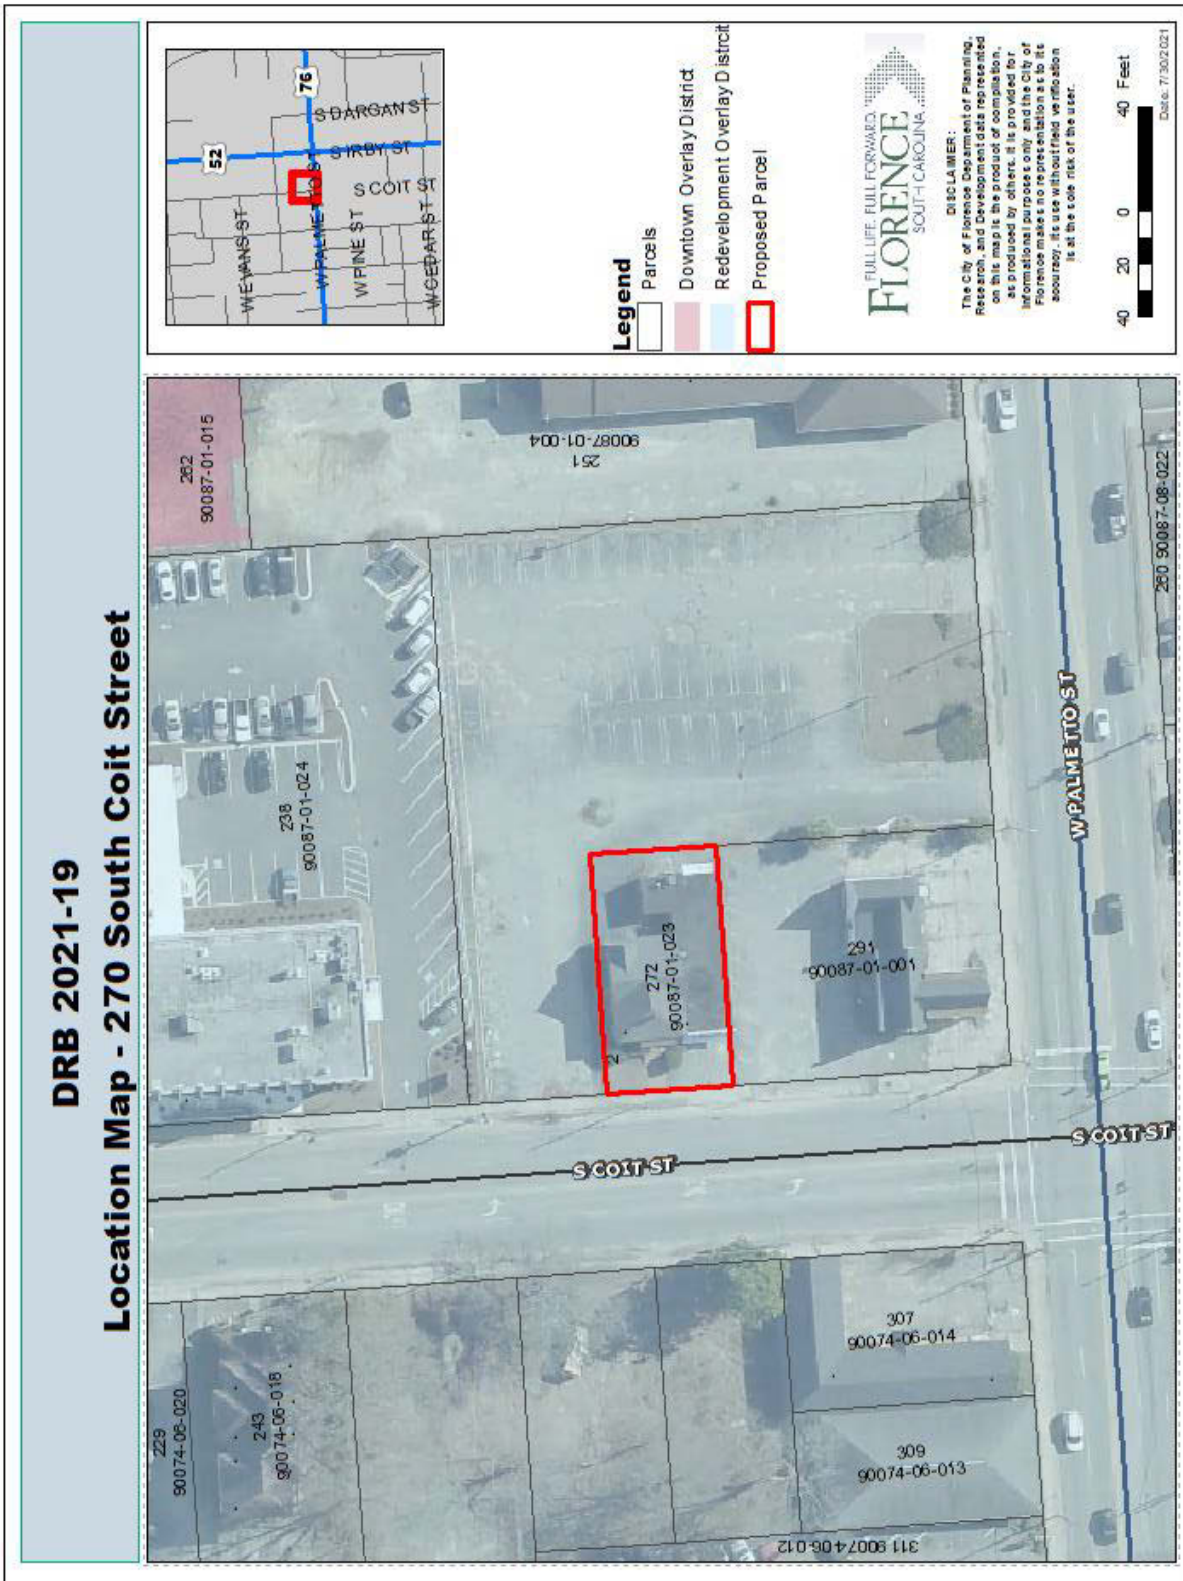 DRB 2021-19
Location Map - 270 South Coit Street
229
90074-06-020
243
90074-06-018
238
90087-01-024
262
90087-01-015
251
90087-01-004
272
90087-01-023
2
291
90087-01-001
307
90074-06-014
309
90074-06-013
311 90074-06-012
260 90087-08-022
S COIT ST
S COIT ST
W PALMETTO ST
52
76
W EVANS ST
W PALMETTO ST
W PINE ST
W CEDAR ST
S DARGAN ST
S IRBY ST
S COIT ST
Legend
Parcels
Downtown Overlay District
Redevelopment Overlay Distrcit
Proposed Parcel
FULL LIFE. FULL FORWARD.
FLORENCE
SOUTH CAROLINA
DISCLAIMER:
The City of Florence Department of Planning,
Research, and Development data represented
on this map is the product of compilation,
as produced by others. It is provided for
informational purposes only and the City of
Florence makes no representation as to its
accuracy. Its use without field verification
is at the sole risk of the user.
40 20 0 40 Feet
Date: 7/30/2021